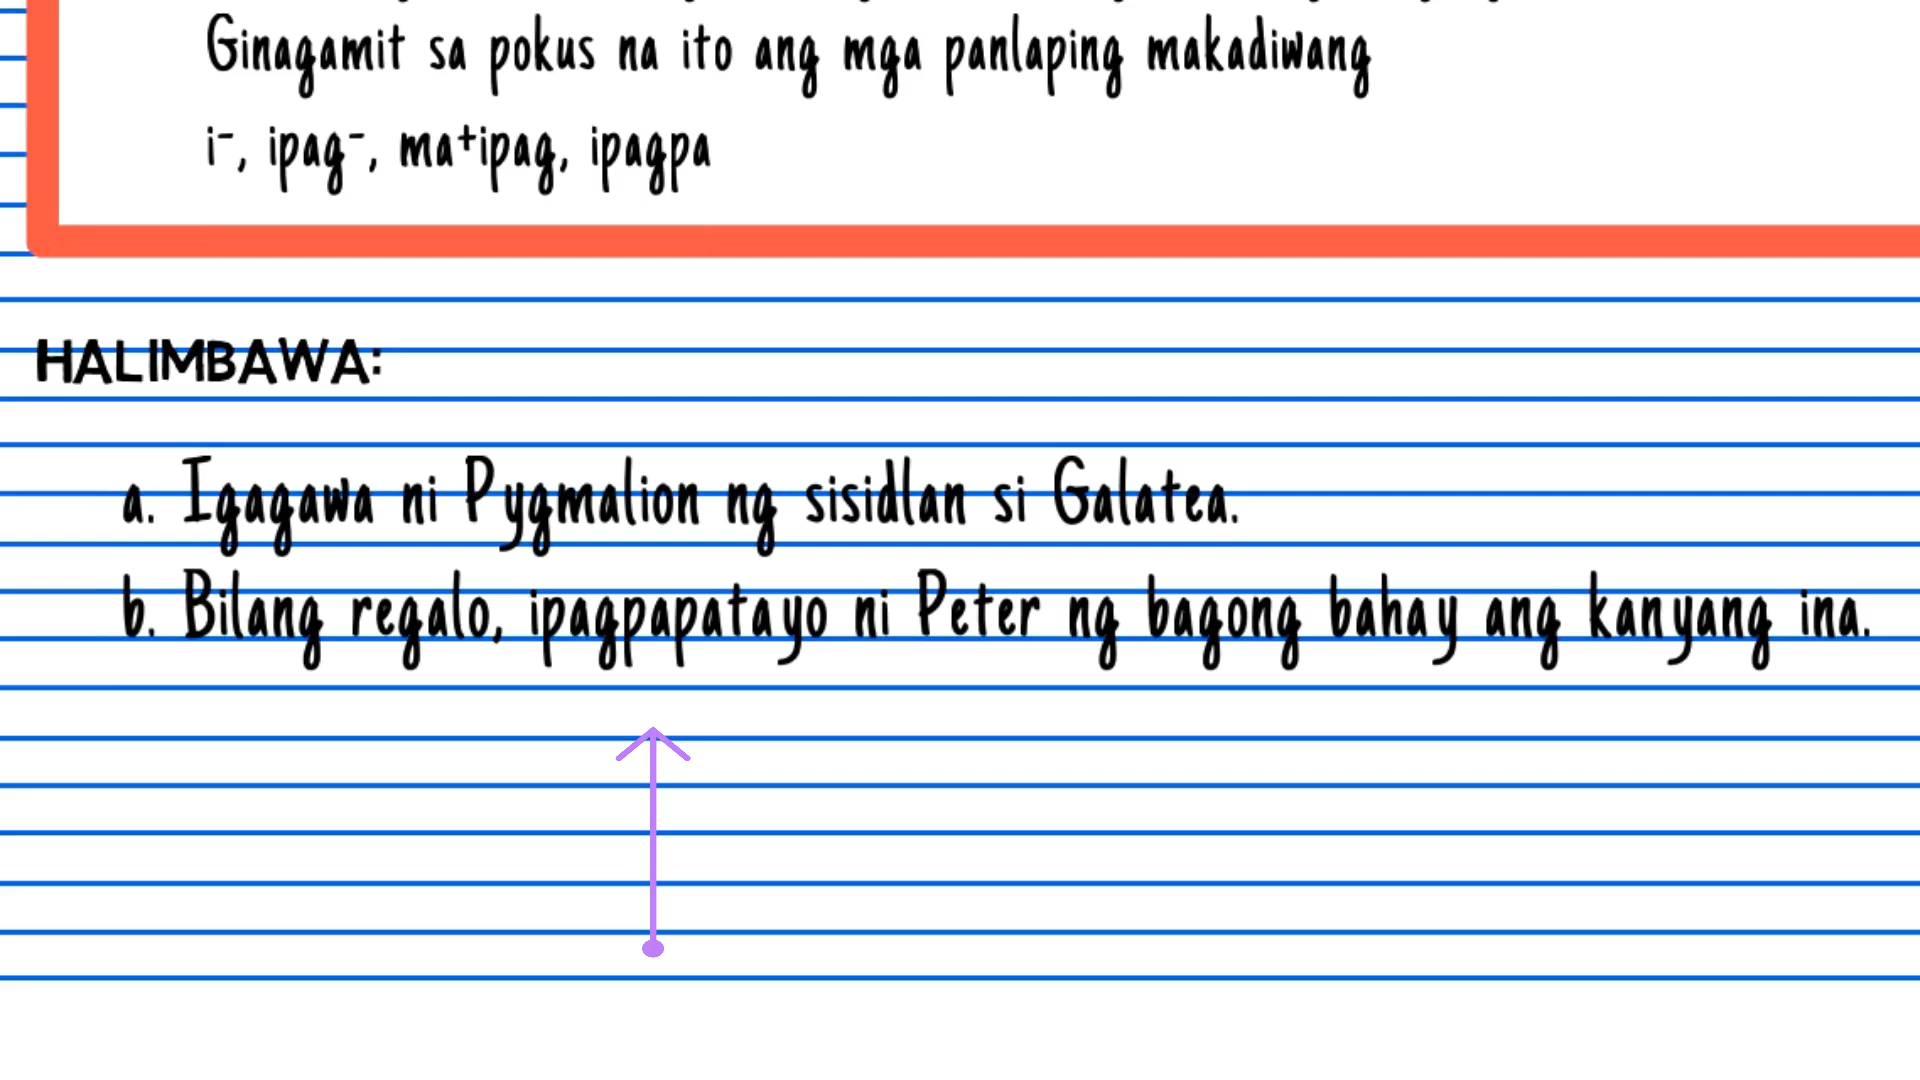 Ginagamit sa pokus na ito ang mga panlaping makadiwang
i-, ipag-, ma+ipag, ipagpa
HALIMBAWA:
a. Igagawa ni Pygmalion ng sisidlan si Galatea.
b. Bilang regalo, ipagpapatayo ni Peter ng bagong bahay ang kanyang ina.